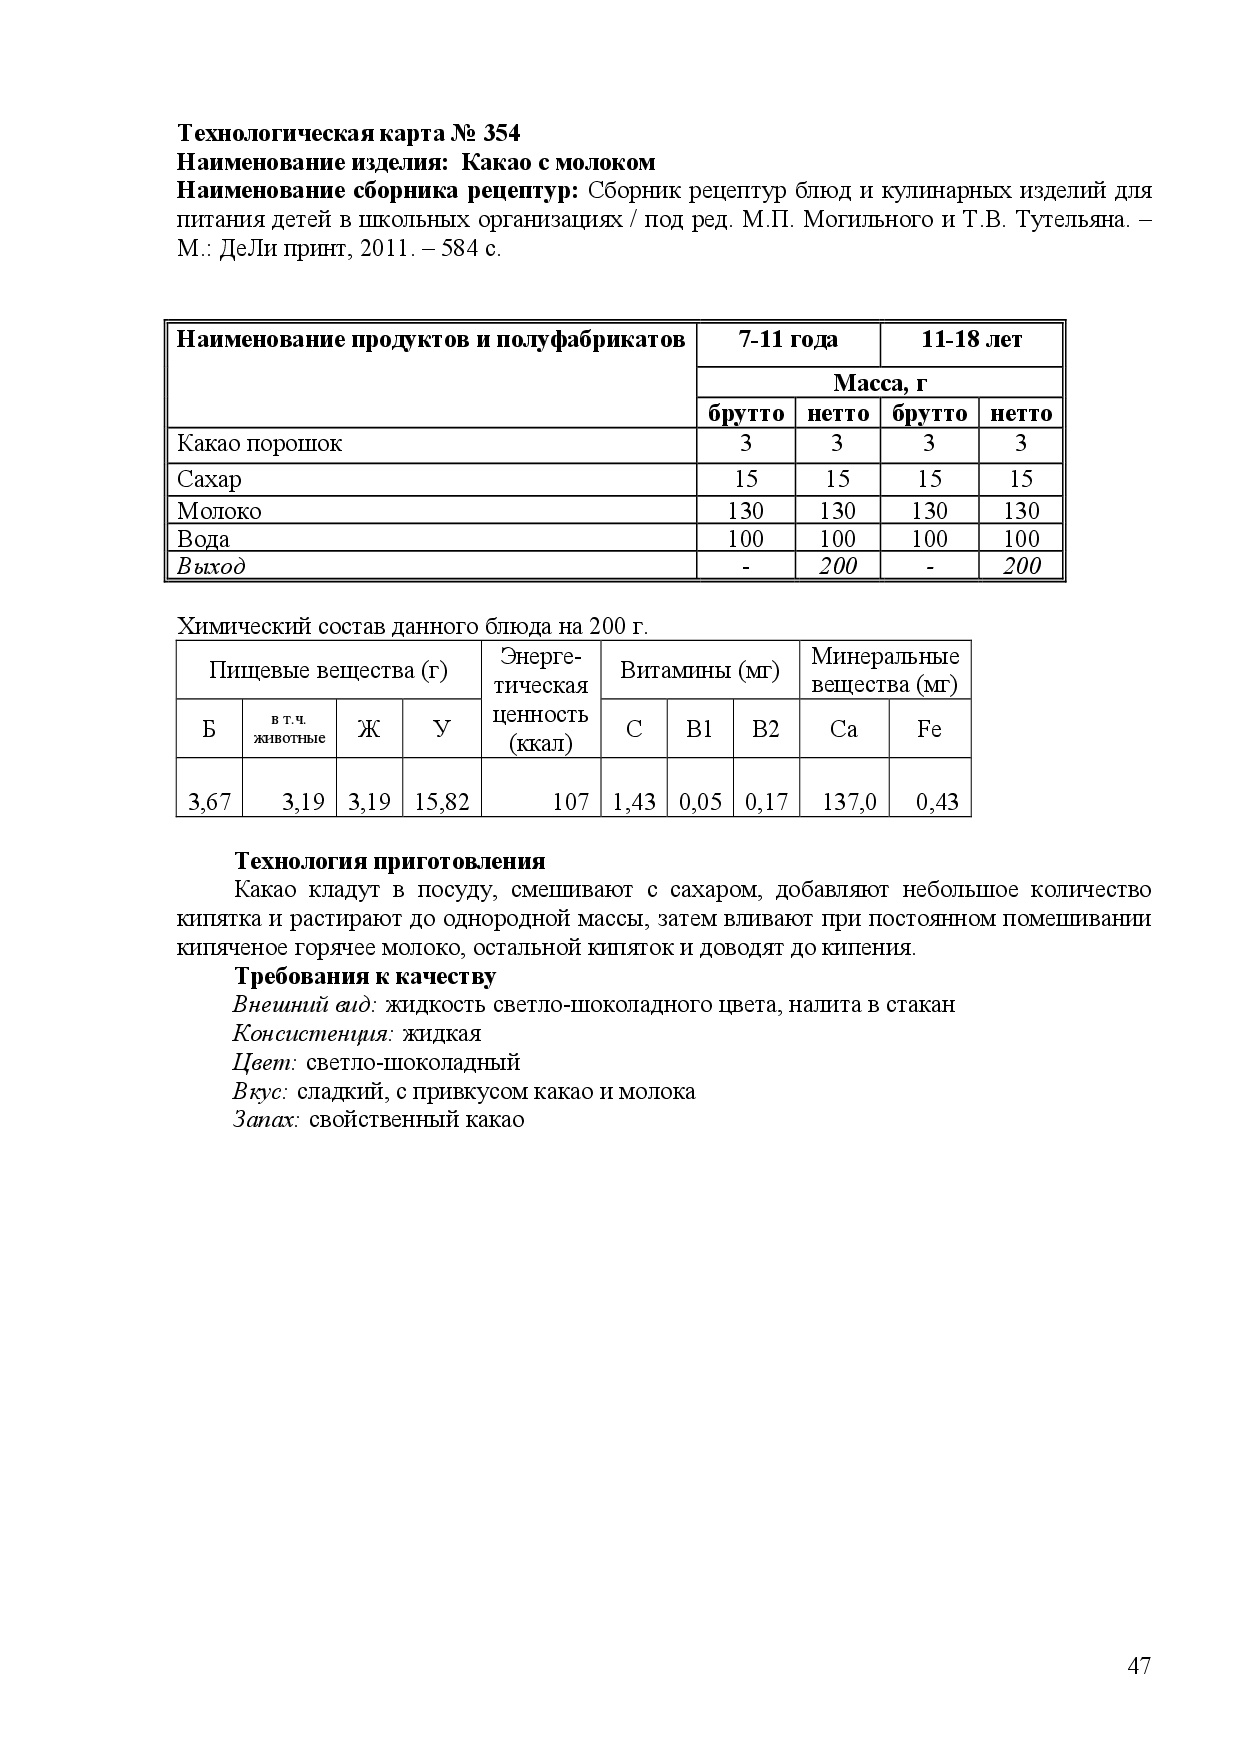 Технологическая карта № 354
Наименование изделия: Какао с молоком
Наименование сборника рецептур: Сборник рецептур блюд и кулинарных изделий для
питания детей в школьных организациях / под ред. М.П. Могильного и Т.В. Тутельяна. –
М.: ДеЛи принт, 2011. – 584 с.
Наименование продуктов и полуфабрикатов 7-11 года 11-18 лет
Масса, г
брутто нетто брутто нетто
Какао порошок 3 3 3 3
Сахар 15 15 15 15
Молоко 130 130 130 130
Вода 100 100 100 100
Выход - 200 - 200
Химический состав данного блюда на 200 г.
Пищевые вещества (г) Энерге-
тическая
ценность
(ккал) Витамины (мг) Минеральные
вещества (мг)
Б в т.ч.
животные Ж У С В1 В2 Са Fe
3,67 3,19 3,19 15,82 107 1,43 0,05 0,17 137,0 0,43
Технология приготовления
Какао кладут в посуду, смешивают с сахаром, добавляют небольшое количество
кипятка и растирают до однородной массы, затем вливают при постоянном помешивании
кипяченое горячее молоко, остальной кипяток и доводят до кипения.
Требования к качеству
Внешний вид: жидкость светло-шоколадного цвета, налита в стакан
Консистенция: жидкая
Цвет: светло-шоколадный
Вкус: сладкий, с привкусом какао и молока
Запах: свойственный какао
47